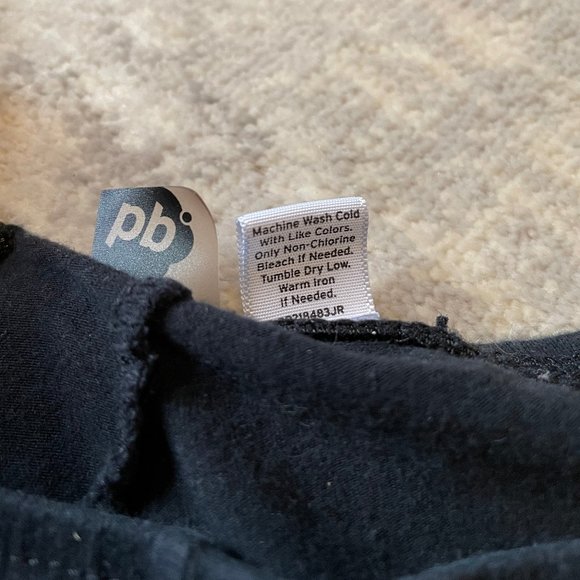 pb
Machine Wash Cold
With Like Colors.
Only Non-Chlorine
Bleach If Needed.
Tumble Dry Low.
Warm Iron
If Needed.